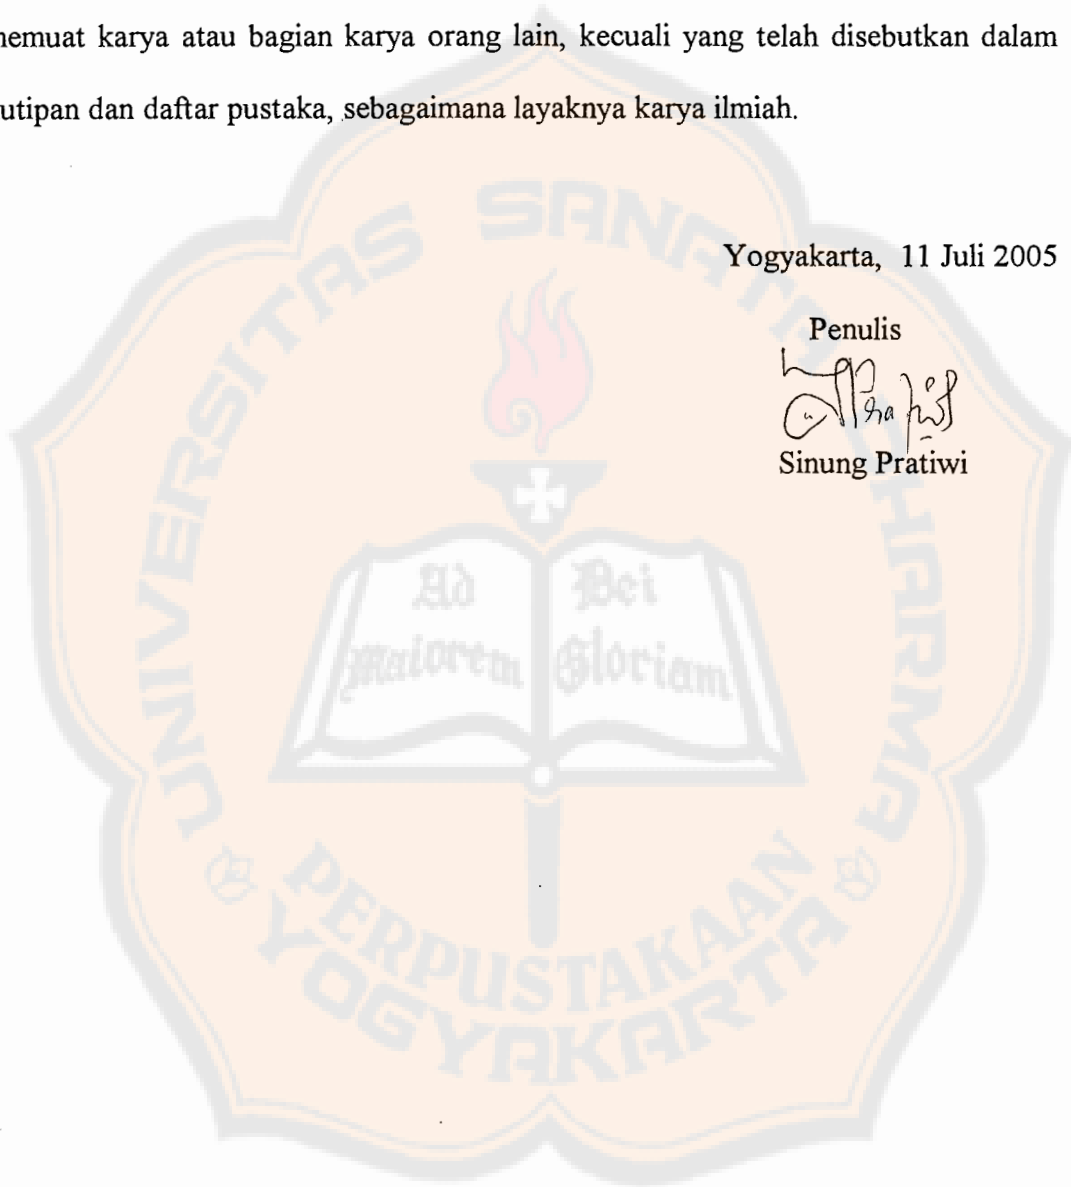 memuat karya atau bagian karya orang lain, kecuali yang telah disebutkan dalam
utipan dan daftar pustaka, sebagaimana layaknya karya ilmiah.
Yogyakarta, 11 Juli 2005
Penulis
Sinung Pratiwi
UNIVERSITAS SANATA DHARMA
Ad
Dei
maiorem
Gloriam
PERPUSTAKAAN
YOGYAKARTA